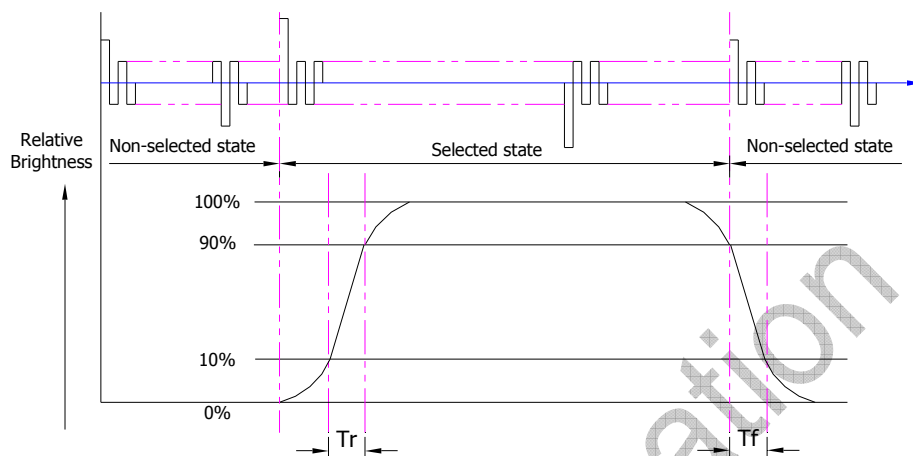 Relative
Brightness
Non-selected state
Selected state
Non-selected state
100%
90%
10%
0%
Tr
Tf